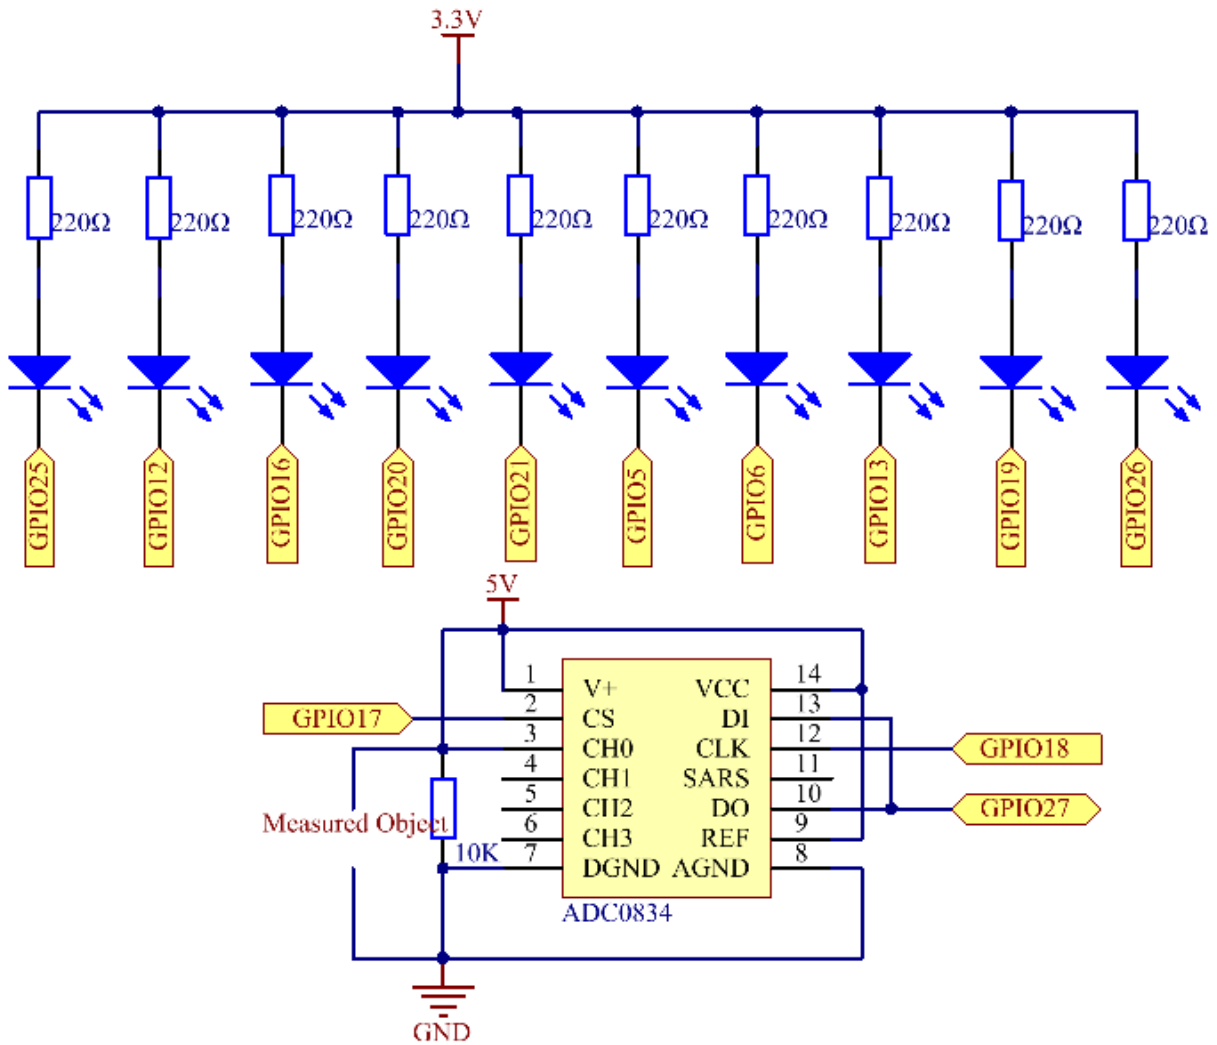 3.3V
220Ω 220Ω 220Ω 220Ω 220Ω 220Ω 220Ω 220Ω 220Ω 220Ω
GPIO25 GPIO12 GPIO16 GPIO20 GPIO21 GPIO5 GPIO6 GPIO13 GPIO19 GPIO26
5V
1 V+ VCC 14
GPIO17 2 CS DI 13
3 CH0 CLK 12 GPIO18
4 CH1 SARS 11
5 CH2 DO 10 GPIO27
Measured Object 6 CH3 REF 9
10K 7 DGND AGND 8
ADC0834
GND